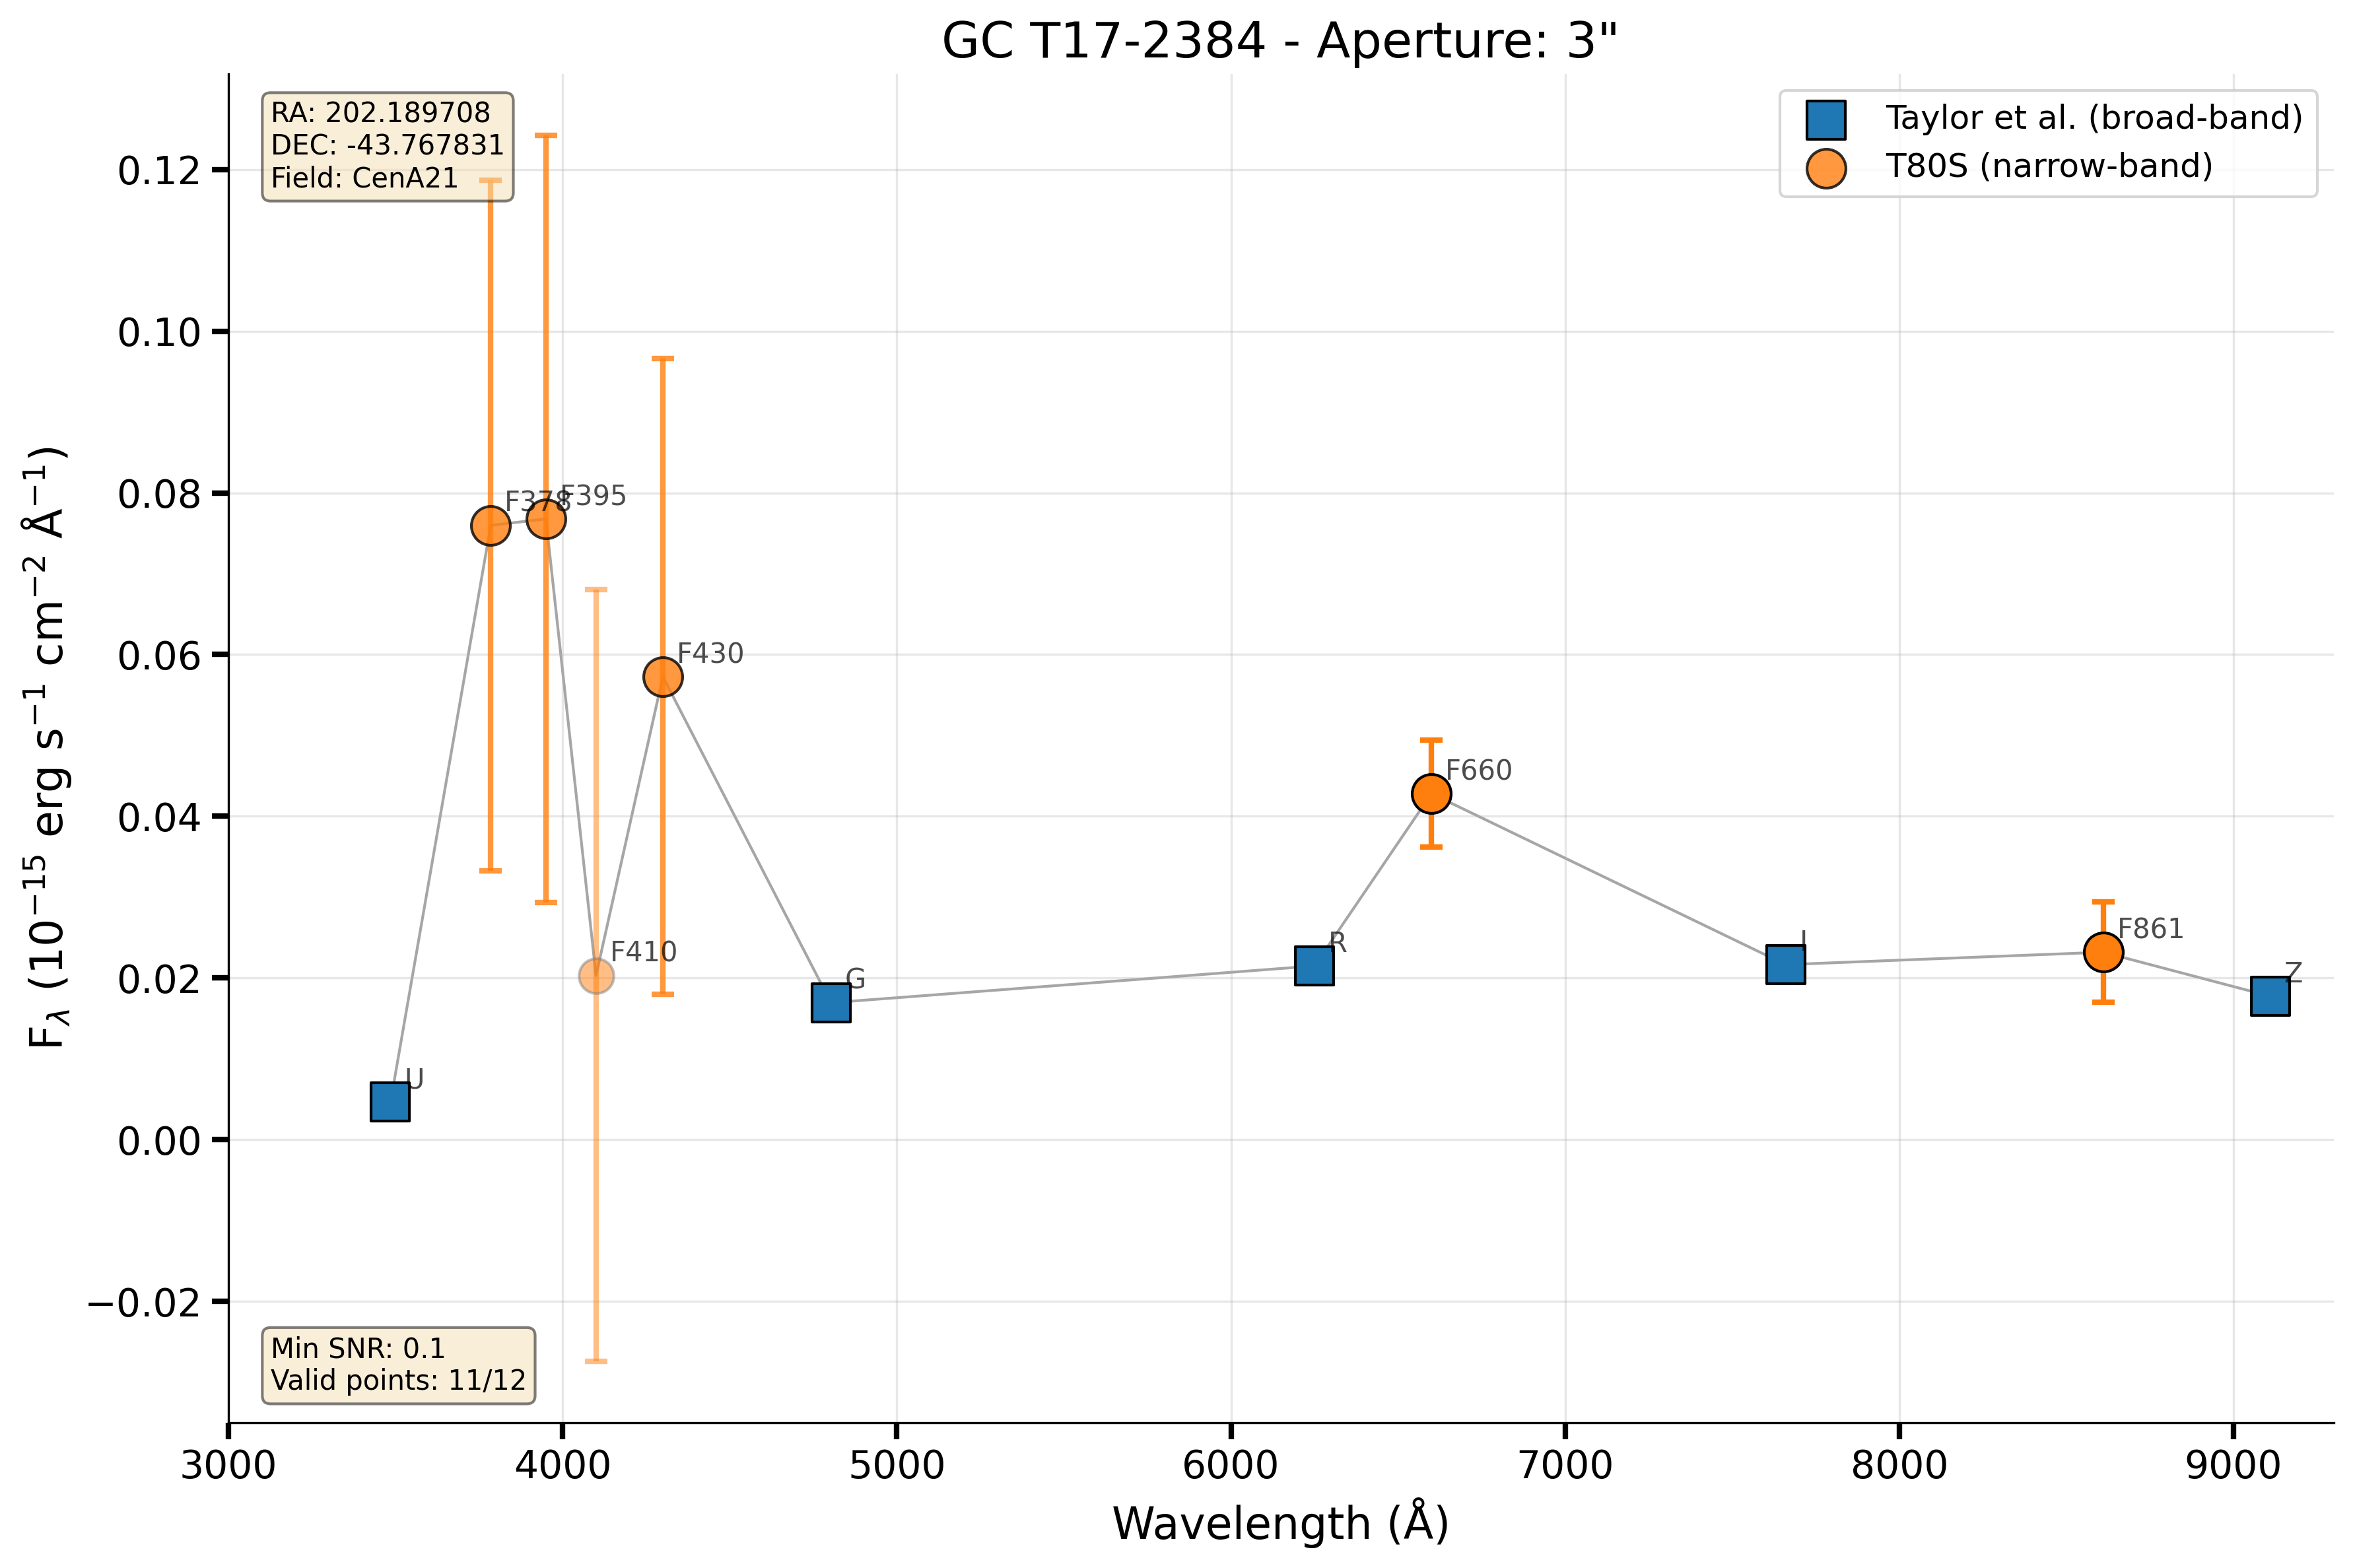 GC T17-2384 - Aperture: 3"
RA: 202.189708
DEC: -43.767831
Field: CenA21
Taylor et al. (broad-band)
T80S (narrow-band)
0.12
0.10
0.08
0.06
0.04
0.02
0.00
−0.02
F_λ (10⁻¹⁵ erg s⁻¹ cm⁻² Å⁻¹)
U
F378
F395
F410
F430
G
R
F660
I
F861
Z
Min SNR: 0.1
Valid points: 11/12
3000 4000 5000 6000 7000 8000 9000
Wavelength (Å)